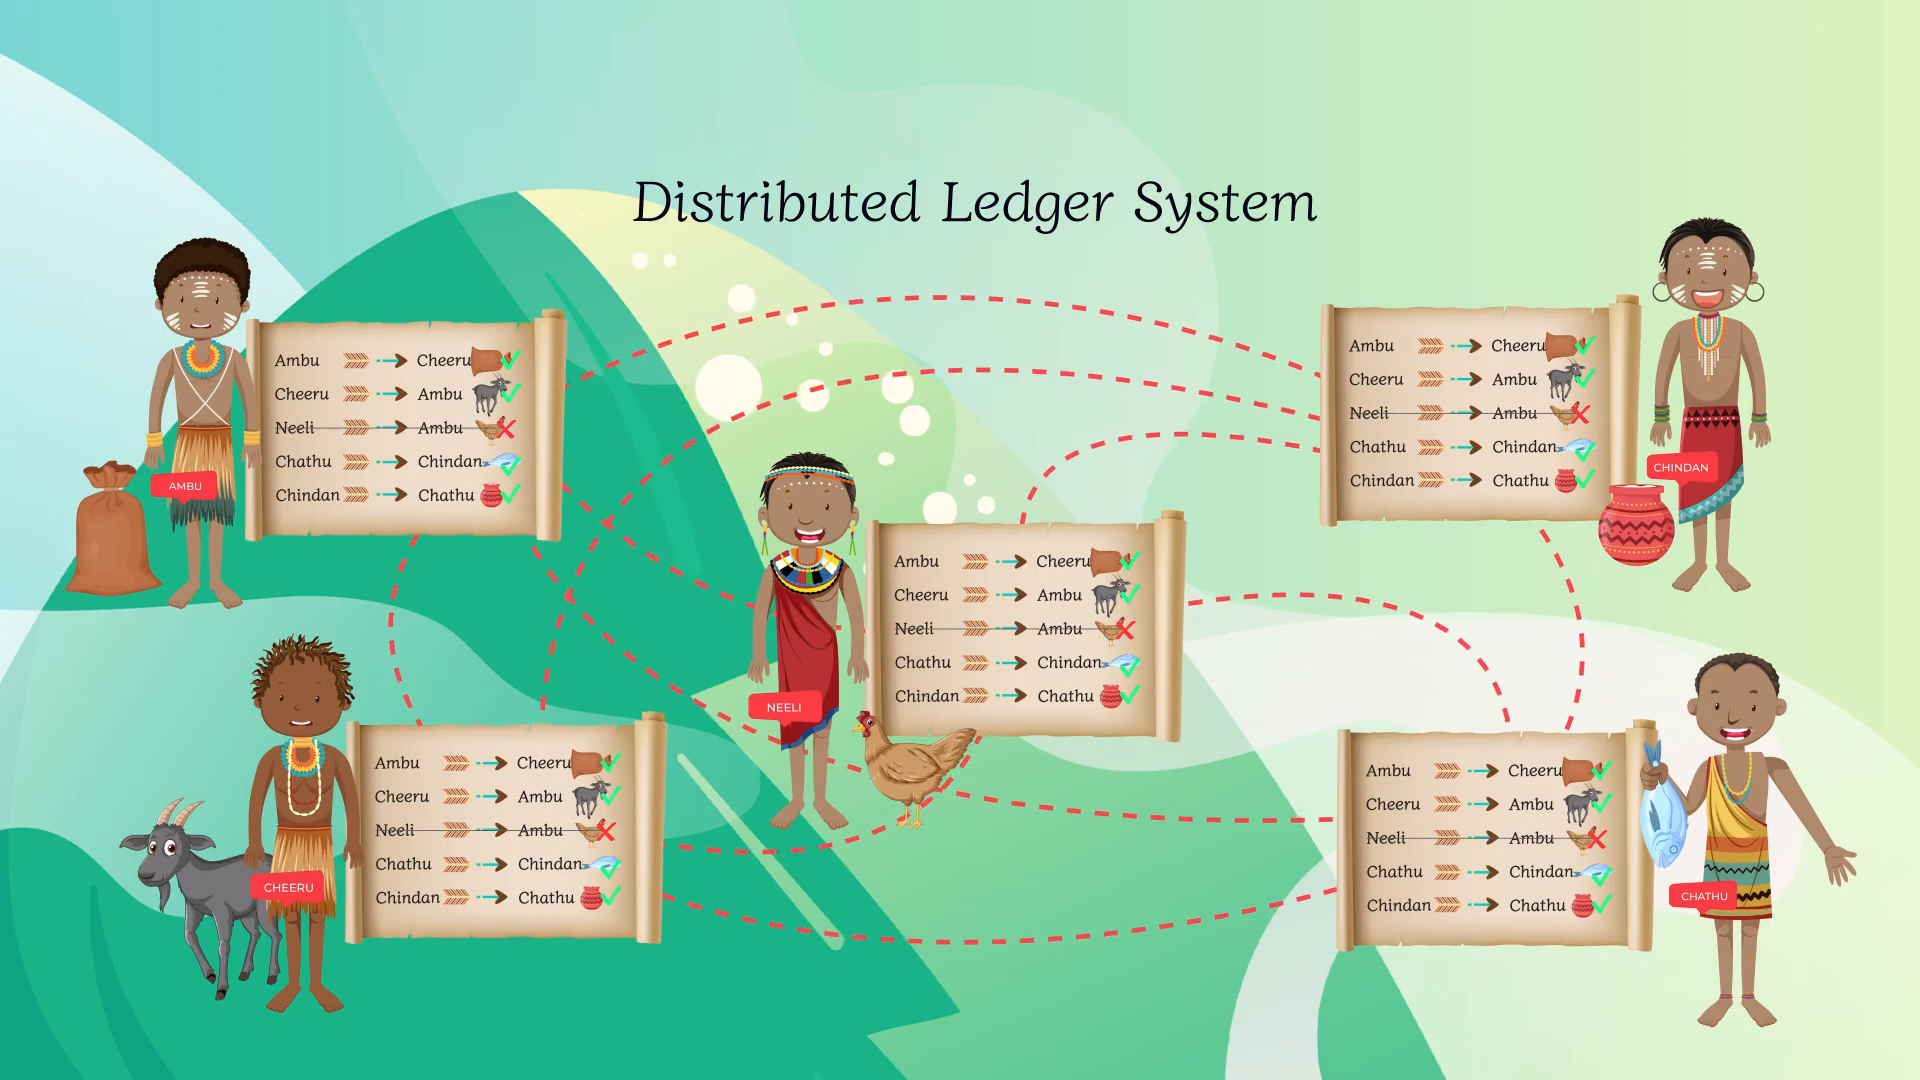 Distributed Ledger System
Ambu Cheeru
Cheeru Ambu
Neeli Ambu
Chathu Chindan
Chindan Chathu
AMBU
Ambu Cheeru
Cheeru Ambu
Neeli Ambu
Chathu Chindan
Chindan Chathu
CHINDAN
Ambu Cheeru
Cheeru Ambu
Neeli Ambu
Chathu Chindan
Chindan Chathu
NEELI
Ambu Cheeru
Cheeru Ambu
Neeli Ambu
Chathu Chindan
Chindan Chathu
CHEERU
Ambu Cheeru
Cheeru Ambu
Neeli Ambu
Chathu Chindan
Chindan Chathu
CHATHU